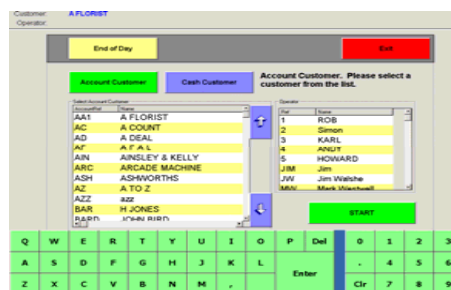 Customer: A FLORIST
Operator:
End of Day
Exit
Account Customer
Cash Customer
Account Customer. Please select a
customer from the list.
Select Account Customer
AccountRef Name
AA1 A FLORIST
AC A COUNT
AD A DEAL
AIN AINSLEY & KELLY
ARC ARCADE MACHINE
ASH ASHWORTHS
AZ A TO Z
AZZ azz
BAR H JONES
BARD JOHN BIRD
Operator
Ref Name
1 ROB
2 Simon
3 KARL
4 ANDY
5 HOWARD
JIM Jim
JW Jim Walshe
MW Mark Westwell
START
Q W E R T Y U I O P Del 0 1 2 3
A S D F G H J K L Enter . 4 5 6
Z X C V B N M , Clr 7 8 9